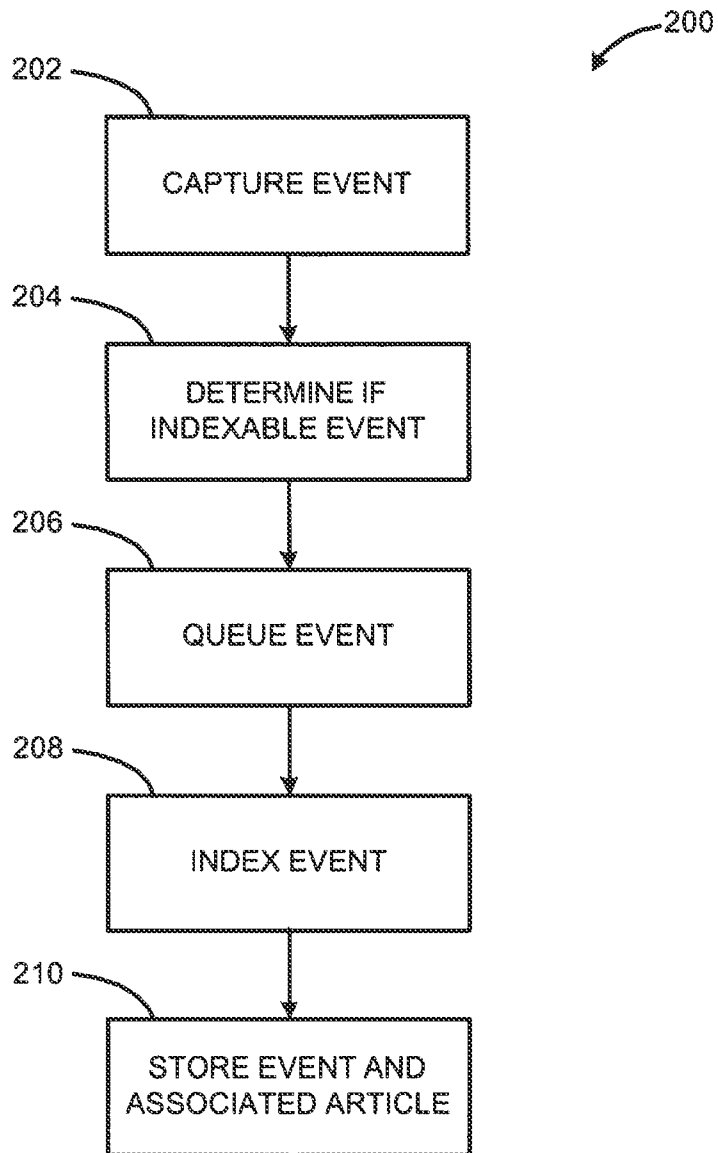 200
202
CAPTURE EVENT
204
DETERMINE IF
INDEXABLE EVENT
206
QUEUE EVENT
208
INDEX EVENT
210
STORE EVENT AND
ASSOCIATED ARTICLE